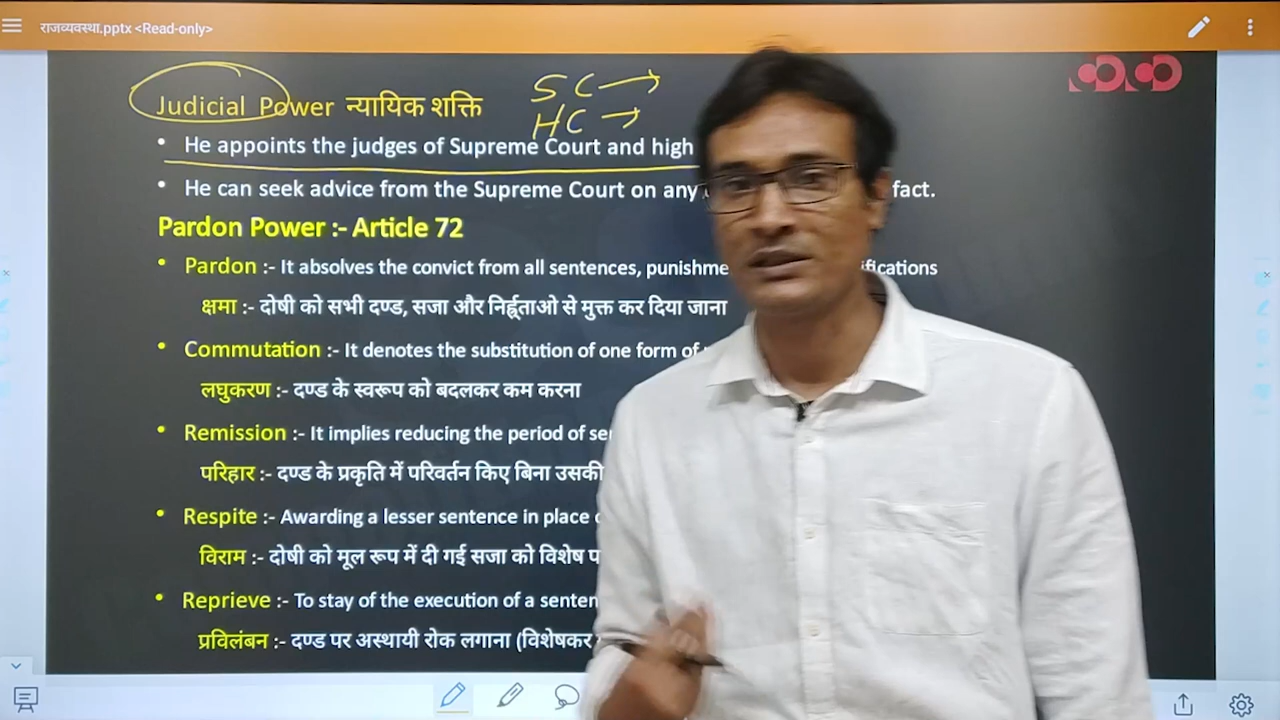 राजव्यवस्था.pptx <Read-only>
Judicial Power न्यायिक शक्ति
SC →
HC →
• He appoints the judges of Supreme Court and high
• He can seek advice from the Supreme Court on any fact.
Pardon Power :- Article 72
• Pardon :- It absolves the convict from all sentences, punishme ifications
क्षमा :- दोषी को सभी दण्ड, सजा और निर्ह्रताओ से मुक्त कर दिया जाना
• Commutation :- It denotes the substitution of one form of
लघुकरण :- दण्ड के स्वरूप को बदलकर कम करना
• Remission :- It implies reducing the period of se
परिहार :- दण्ड के प्रकृति में परिवर्तन किए बिना उसकी
• Respite :- Awarding a lesser sentence in place
विराम :- दोषी को मूल रूप में दी गई सजा को विशेष प
• Reprieve :- To stay of the execution of a senten
प्रविलंबन :- दण्ड पर अस्थायी रोक लगाना (विशेषकर